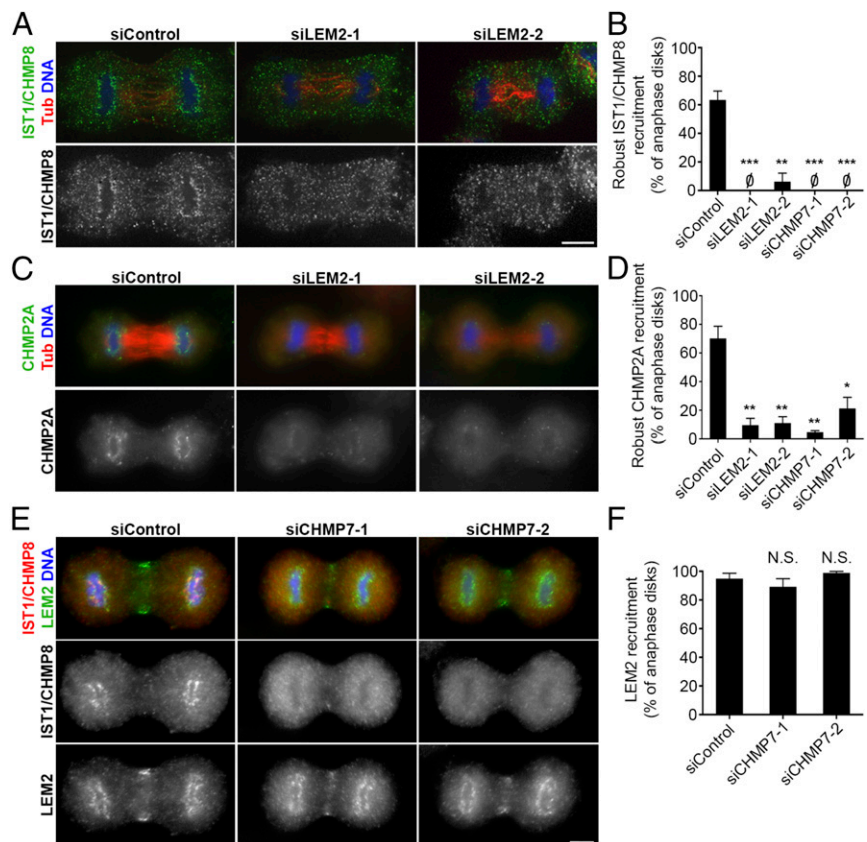 A
siControl siLEM2-1 siLEM2-2
IST1/CHMP8
Tub DNA
IST1/CHMP8
B
Robust IST1/CHMP8
recruitment
(% of anaphase disks)
100
80
60
40
20
0
*** ** *** ***
Ø Ø Ø
siControl
siLEM2-1
siLEM2-2
siCHMP7-1
siCHMP7-2
C
siControl siLEM2-1 siLEM2-2
CHMP2A
Tub DNA
CHMP2A
D
Robust CHMP2A recruitment
(% of anaphase disks)
100
80
60
40
20
0
** ** ** *
siControl
siLEM2-1
siLEM2-2
siCHMP7-1
siCHMP7-2
E
siControl siCHMP7-1 siCHMP7-2
IST1/CHMP8
LEM2 DNA
IST1/CHMP8
LEM2
F
LEM2 recruitment
(% of anaphase disks)
100
80
60
40
20
0
N.S. N.S.
siControl
siCHMP7-1
siCHMP7-2